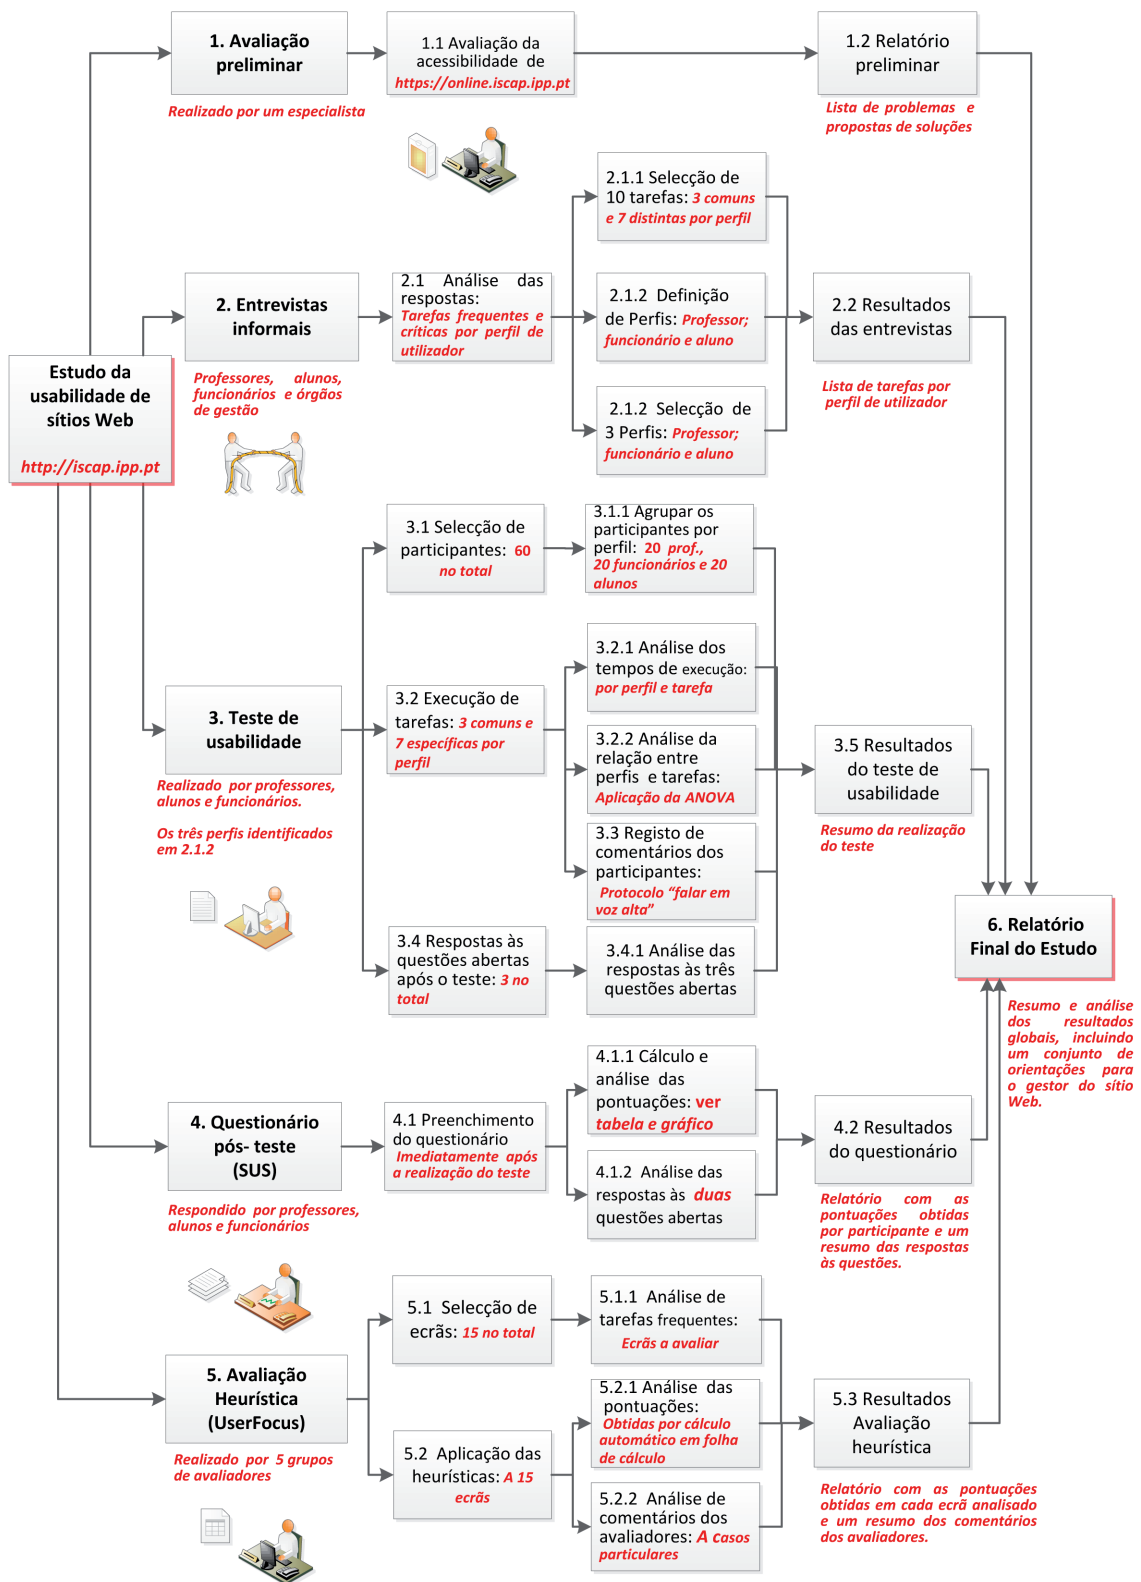 Estudo da
usabilidade de
sítios Web
http://iscap.ipp.pt
1. Avaliação
preliminar
Realizado por um especialista
1.1 Avaliação da
acessibilidade de
https://online.iscap.ipp.pt
1.2 Relatório
preliminar
Lista de problemas e
propostas de soluções
2. Entrevistas
informais
Professores, alunos,
funcionários e órgãos
de gestão
2.1 Análise das
respostas:
Tarefas frequentes e
críticas por perfil de
utilizador
2.1.1 Selecção de
10 tarefas: 3 comuns
e 7 distintas por perfil
2.1.2 Definição
de Perfis: Professor;
funcionário e aluno
2.1.2 Selecção de
3 Perfis: Professor;
funcionário e aluno
2.2 Resultados
das entrevistas
Lista de tarefas por
perfil de utilizador
3. Teste de
usabilidade
Realizado por professores,
alunos e funcionários.
Os três perfis identificados
em 2.1.2
3.1 Selecção de
participantes: 60
no total
3.1.1 Agrupar os
participantes por
perfil: 20 prof.,
20 funcionários e 20
alunos
3.2 Execução de
tarefas: 3 comuns e
7 específicas por
perfil
3.2.1 Análise dos
tempos de execução:
por perfil e tarefa
3.2.2 Análise da
relação entre
perfis e tarefas:
Aplicação da ANOVA
3.3 Registo de
comentários dos
participantes:
Protocolo “falar em
voz alta”
3.4 Respostas às
questões abertas
após o teste: 3 no
total
3.4.1 Análise das
respostas às três
questões abertas
3.5 Resultados
do teste de
usabilidade
Resumo da realização
do teste
4. Questionário
pós- teste
(SUS)
Respondido por professores,
alunos e funcionários
4.1 Preenchimento
do questionário
Imediatamente após
a realização do teste
4.1.1 Cálculo e
análise das
pontuações: ver
tabela e gráfico
4.1.2 Análise das
respostas às duas
questões abertas
4.2 Resultados
do questionário
Relatório com as
pontuações obtidas
por participante e um
resumo das respostas
às questões.
5. Avaliação
Heurística
(UserFocus)
Realizado por 5 grupos
de avaliadores
5.1 Selecção de
ecrãs: 15 no total
5.1.1 Análise de
tarefas frequentes:
Ecrãs a avaliar
5.2 Aplicação das
heurísticas: A 15
ecrãs
5.2.1 Análise das
pontuações:
Obtidas por cálculo
automático em folha
de cálculo
5.2.2 Análise de
comentários dos
avaliadores: A casos
particulares
5.3 Resultados
Avaliação
heurística
Relatório com as pontuações
obtidas em cada ecrã analisado
e um resumo dos comentários
dos avaliadores.
6. Relatório
Final do Estudo
Resumo e análise
dos resultados
globais, incluindo
um conjunto de
orientações para
o gestor do sítio
Web.